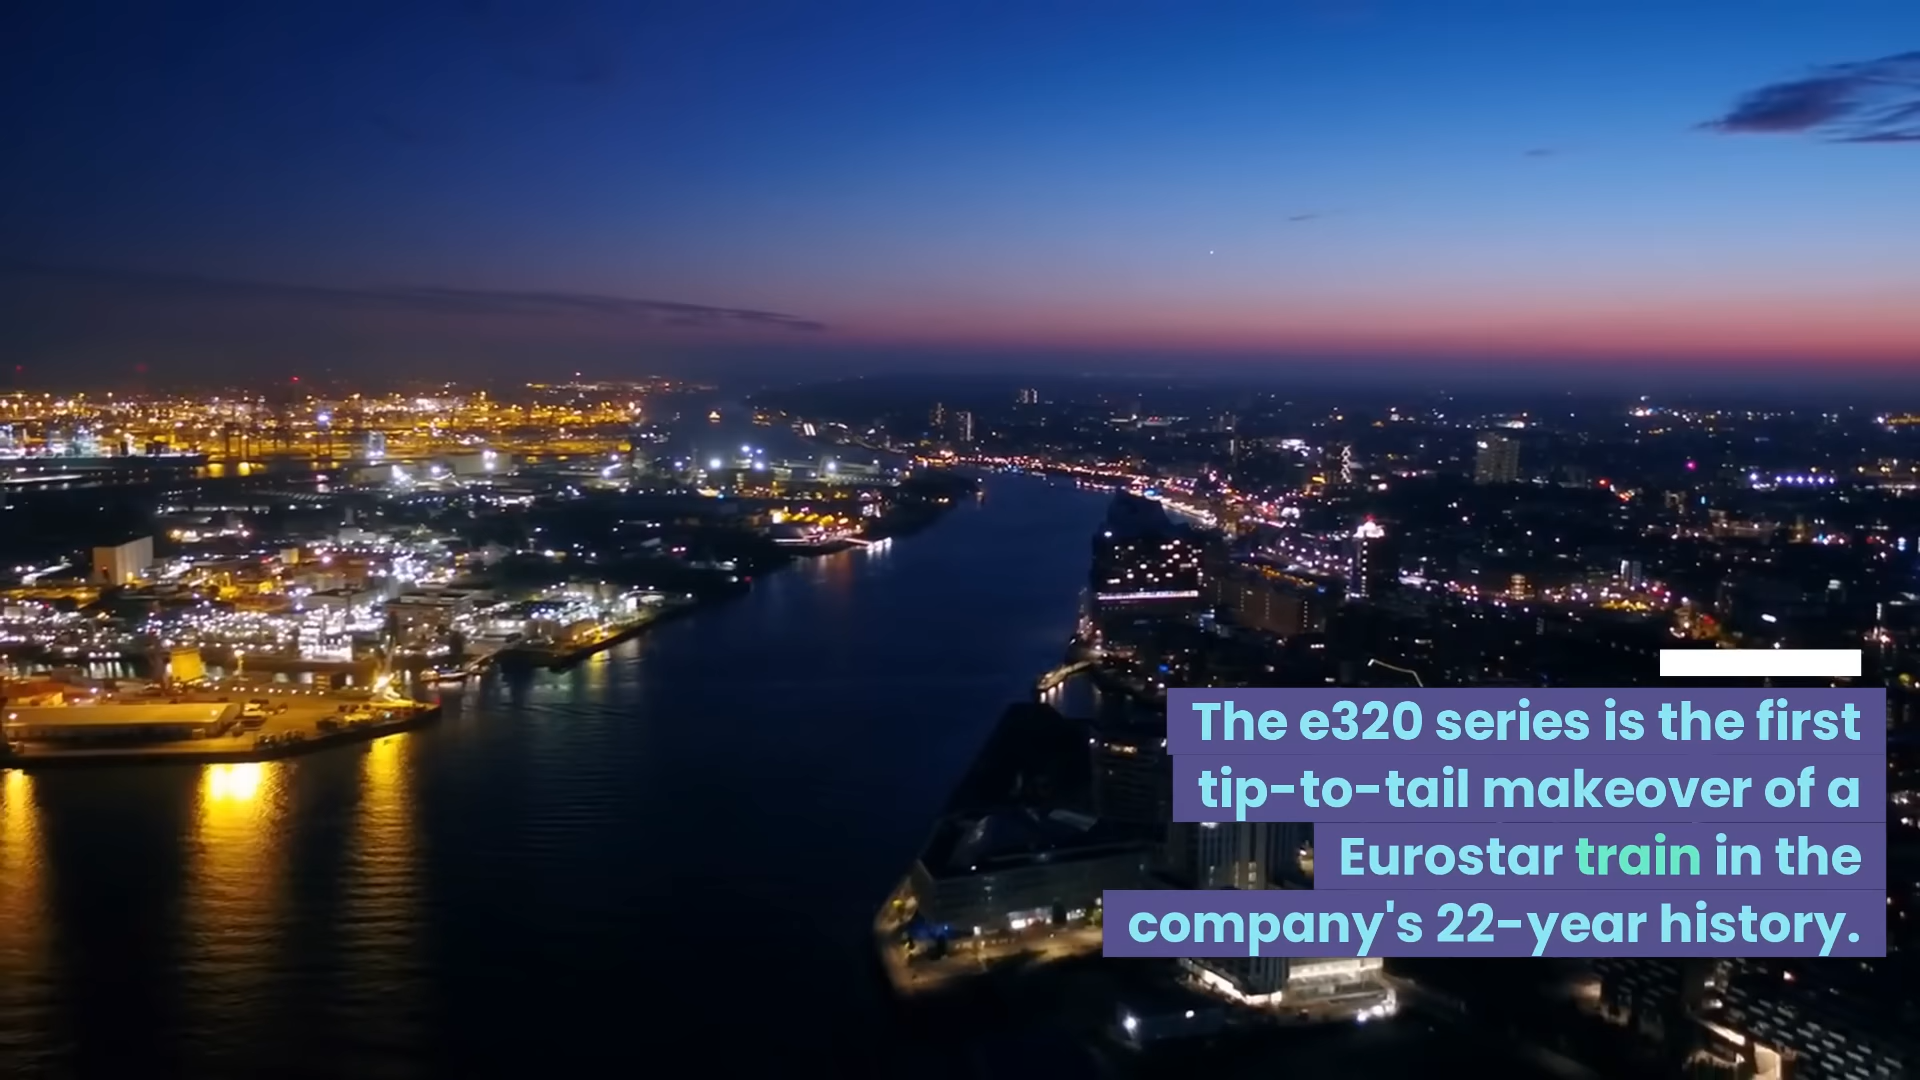 The e320 series is the first
tip-to-tail makeover of a
Eurostar train in the
company's 22-year history.